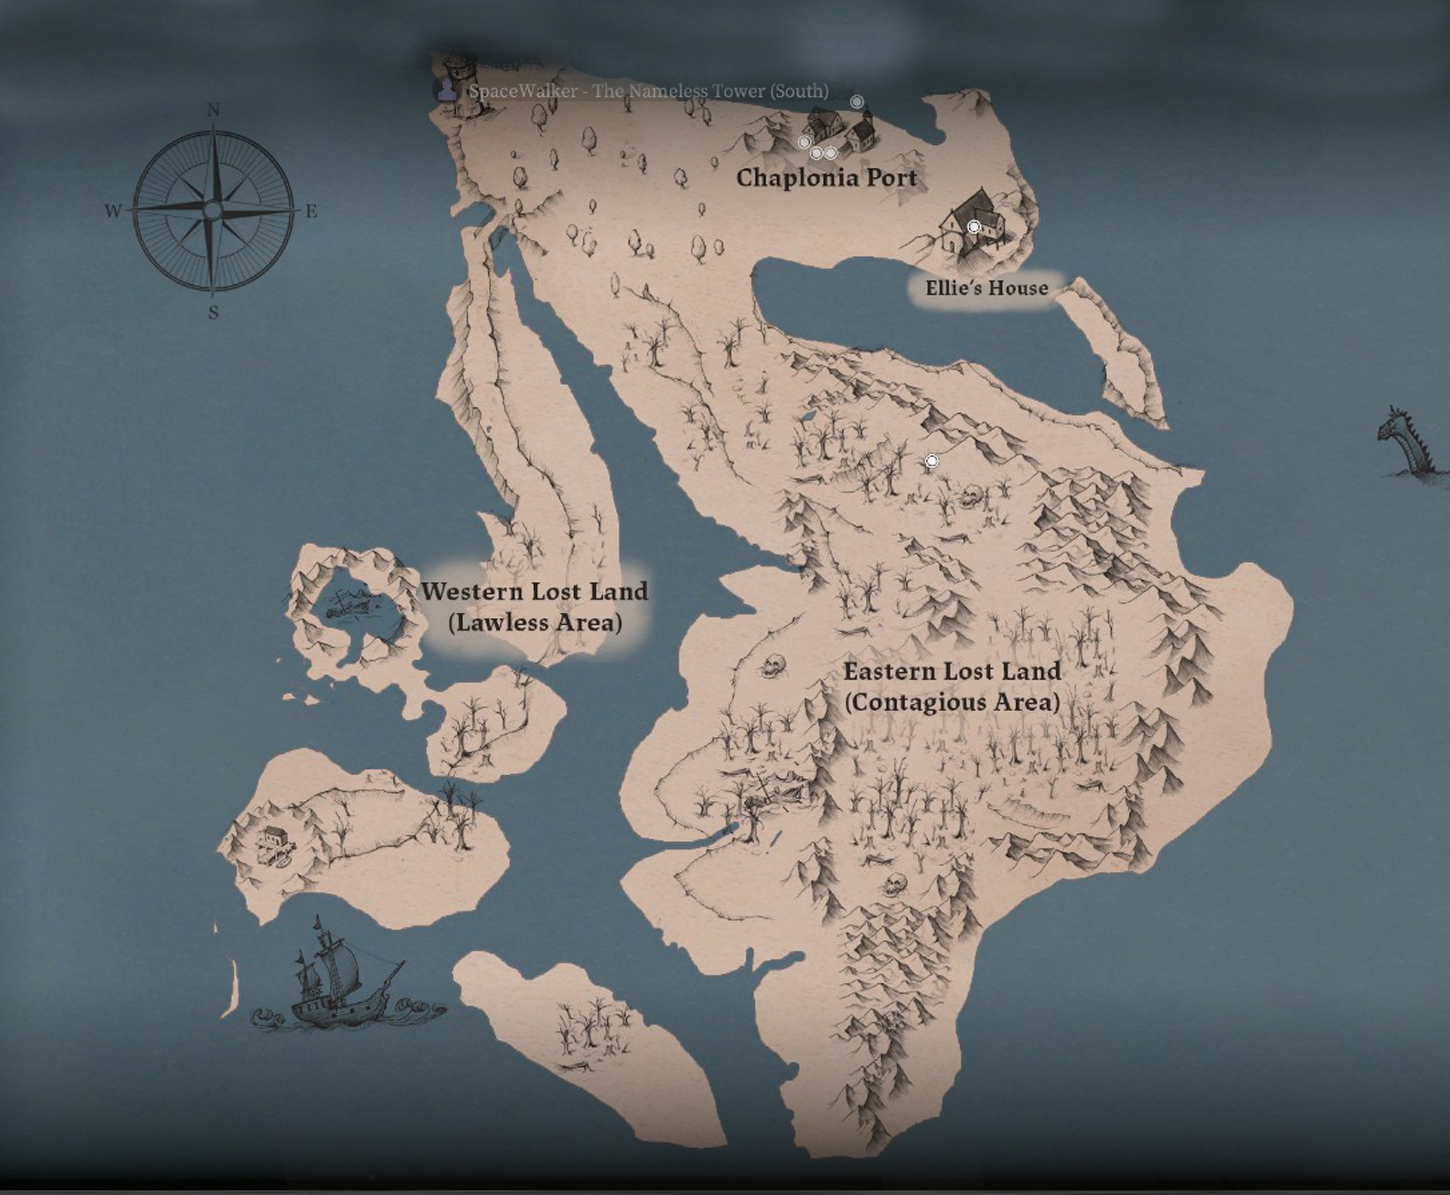 SpaceWalker - The Nameless Tower (South)
N
W E
S
Chaplonia Port
Ellie's House
Western Lost Land
(Lawless Area)
Eastern Lost Land
(Contagious Area)